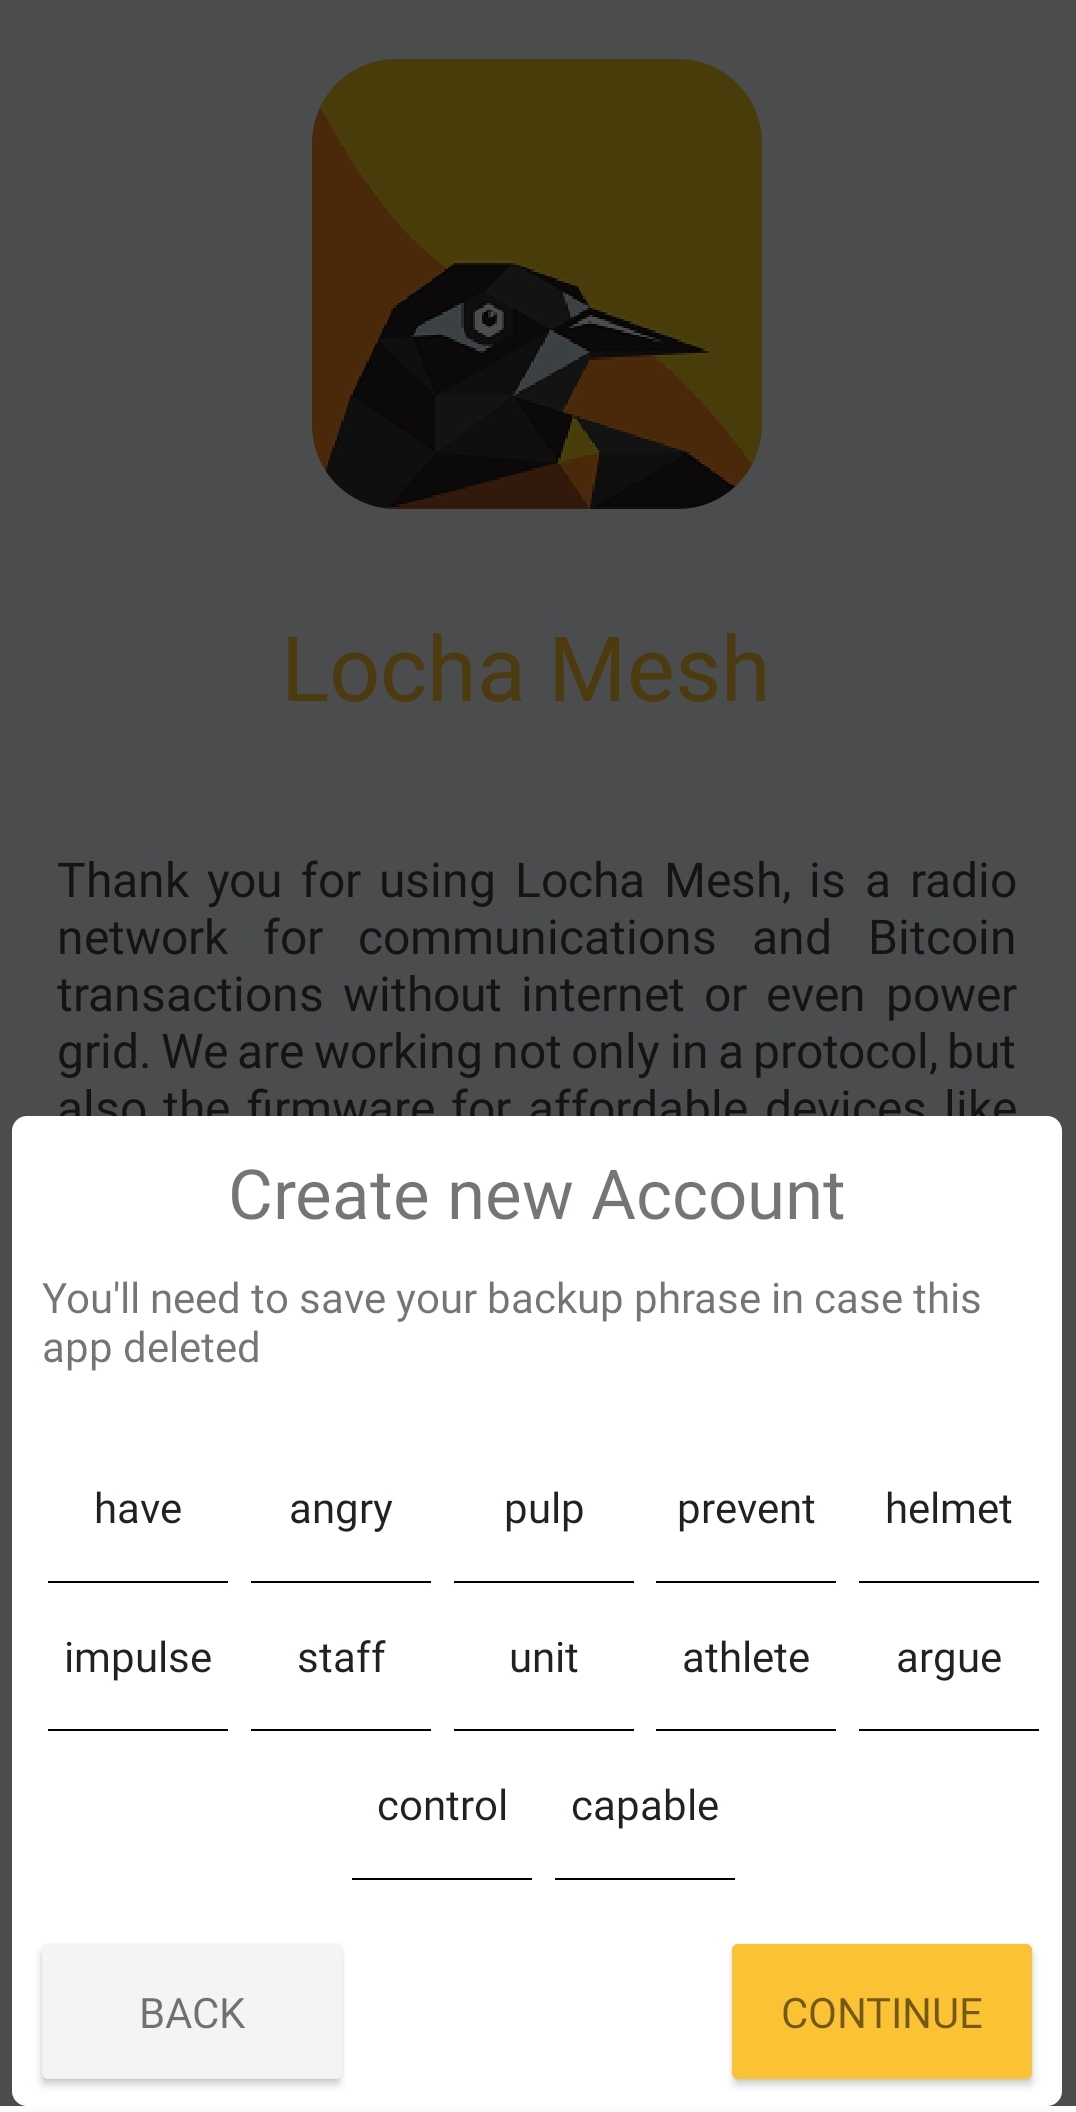 Locha Mesh
Thank you for using Locha Mesh, is a radio
network for communications and Bitcoin
transactions without internet or even power
grid. We are working not only in a protocol, but
also the firmware for affordable devices like
Create new Account
You'll need to save your backup phrase in case this
app deleted
have angry pulp prevent helmet
impulse staff unit athlete argue
control capable
BACK CONTINUE